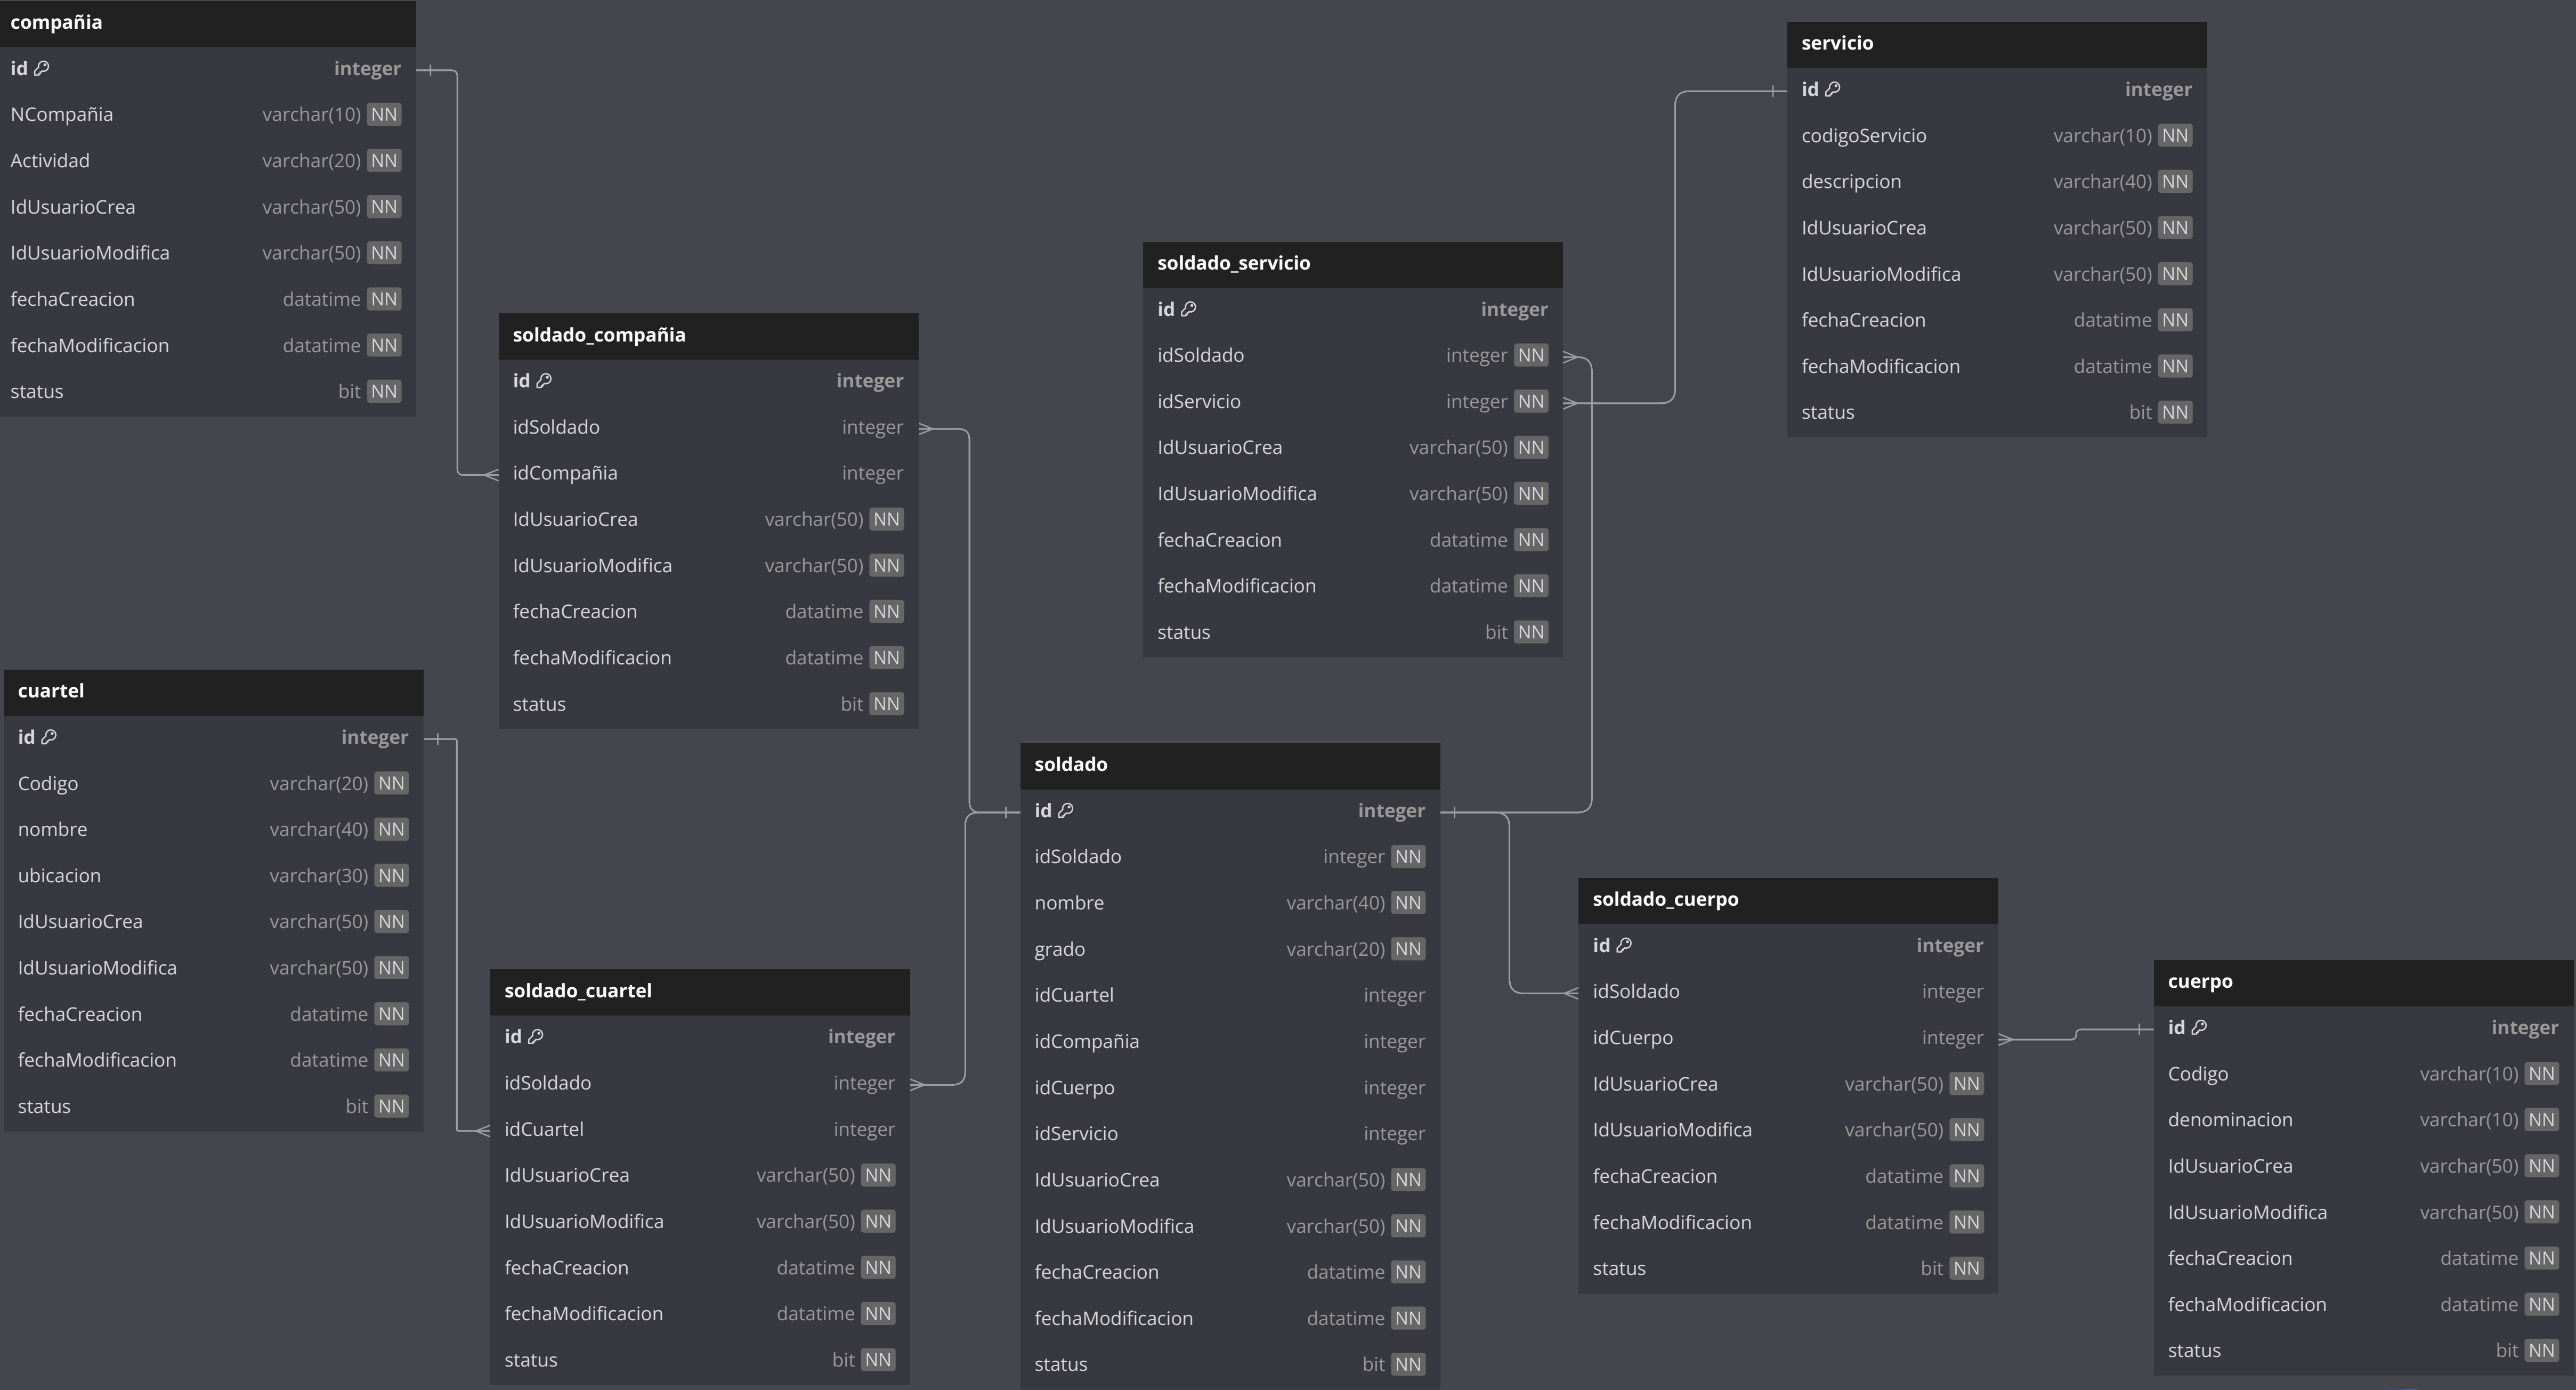 compañia
id integer
NCompañia varchar(10) NN
Actividad varchar(20) NN
IdUsuarioCrea varchar(50) NN
IdUsuarioModifica varchar(50) NN
fechaCreacion datatime NN
fechaModificacion datatime NN
status bit NN
servicio
id integer
codigoServicio varchar(10) NN
descripcion varchar(40) NN
IdUsuarioCrea varchar(50) NN
IdUsuarioModifica varchar(50) NN
fechaCreacion datatime NN
fechaModificacion datatime NN
status bit NN
soldado_servicio
id integer
idSoldado integer NN
idServicio integer NN
IdUsuarioCrea varchar(50) NN
IdUsuarioModifica varchar(50) NN
fechaCreacion datatime NN
fechaModificacion datatime NN
status bit NN
soldado_compañia
id integer
idSoldado integer
idCompañia integer
IdUsuarioCrea varchar(50) NN
IdUsuarioModifica varchar(50) NN
fechaCreacion datatime NN
fechaModificacion datatime NN
status bit NN
cuartel
id integer
Codigo varchar(20) NN
nombre varchar(40) NN
ubicacion varchar(30) NN
IdUsuarioCrea varchar(50) NN
IdUsuarioModifica varchar(50) NN
fechaCreacion datatime NN
fechaModificacion datatime NN
status bit NN
soldado
id integer
idSoldado integer NN
nombre varchar(40) NN
grado varchar(20) NN
idCuartel integer
idCompañia integer
idCuerpo integer
idServicio integer
IdUsuarioCrea varchar(50) NN
IdUsuarioModifica varchar(50) NN
fechaCreacion datatime NN
fechaModificacion datatime NN
status bit NN
soldado_cuerpo
id integer
idSoldado integer
idCuerpo integer
IdUsuarioCrea varchar(50) NN
IdUsuarioModifica varchar(50) NN
fechaCreacion datatime NN
fechaModificacion datatime NN
status bit NN
cuerpo
id integer
Codigo varchar(10) NN
denominacion varchar(10) NN
IdUsuarioCrea varchar(50) NN
IdUsuarioModifica varchar(50) NN
fechaCreacion datatime NN
fechaModificacion datatime NN
status bit NN
soldado_cuartel
id integer
idSoldado integer
idCuartel integer
IdUsuarioCrea varchar(50) NN
IdUsuarioModifica varchar(50) NN
fechaCreacion datatime NN
fechaModificacion datatime NN
status bit NN